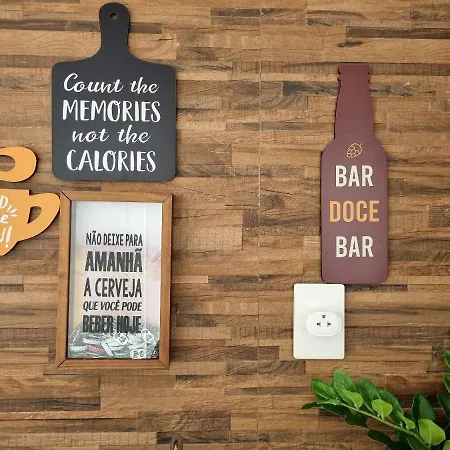 Count the
MEMORIES
not the
CALORIES
BAR
DOCE
BAR
NÃO DEIXE PARA
AMANHÃ
A CERVEJA
QUE VOCÊ PODE
BEBER HOJE